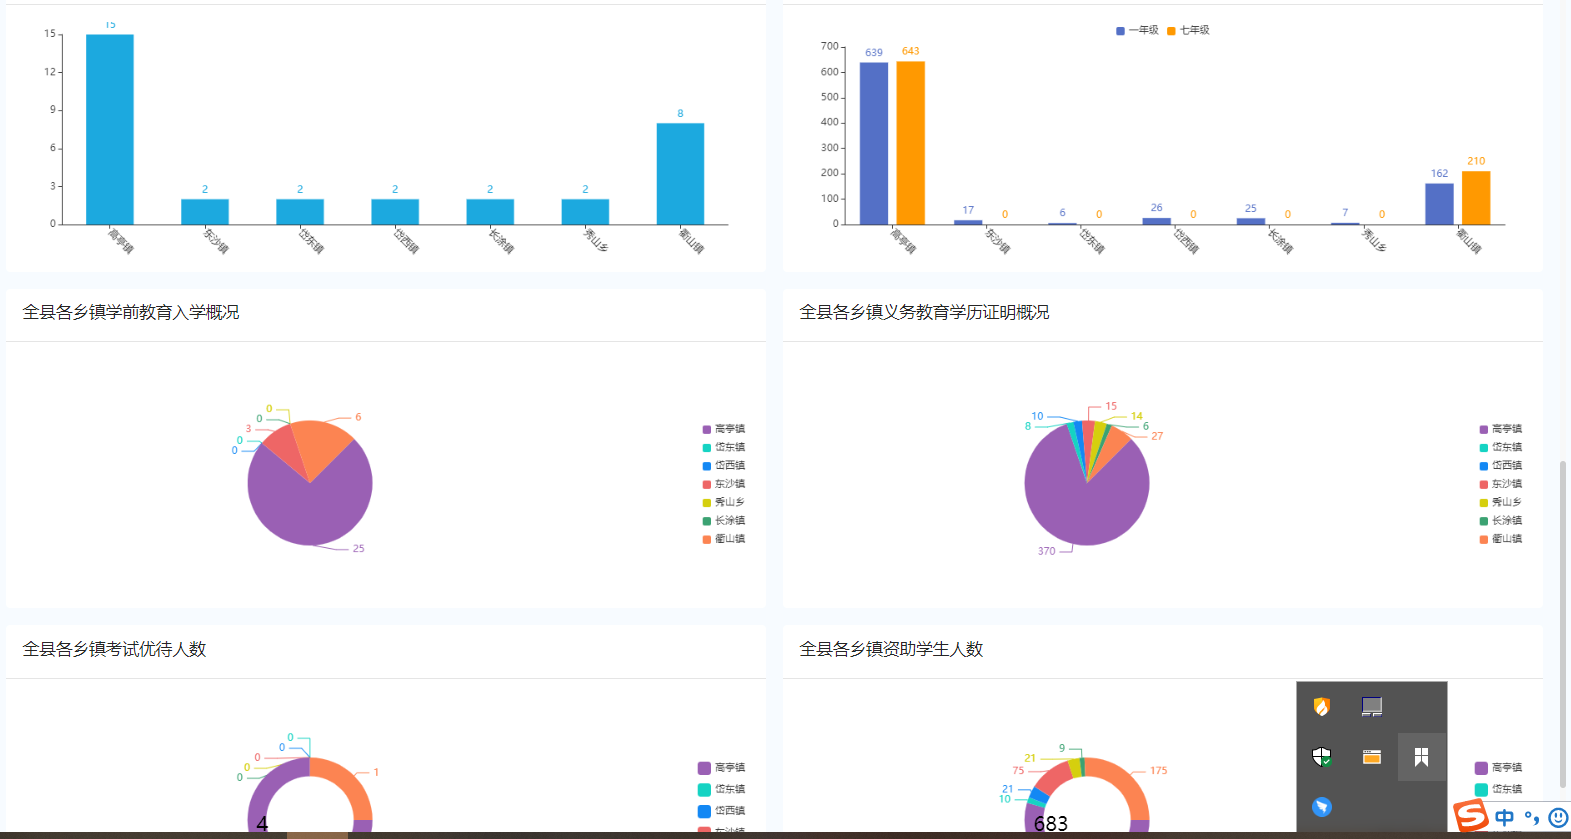 15
15
12
9
6
3
0
2
2
2
2
2
8
高亭镇
东沙镇
岱东镇
岱西镇
长涂镇
秀山乡
衢山镇
一年级 七年级
700
600
500
400
300
200
100
0
639
643
17
0
6
0
26
0
25
0
7
0
162
210
高亭镇
东沙镇
岱东镇
岱西镇
长涂镇
秀山乡
衢山镇
全县各乡镇学前教育入学概况
0
0
3
0
0
6
25
高亭镇
岱东镇
岱西镇
东沙镇
秀山乡
长涂镇
衢山镇
全县各乡镇义务教育学历证明概况
10
8
15
14
6
27
370
高亭镇
岱东镇
岱西镇
东沙镇
秀山乡
长涂镇
衢山镇
全县各乡镇考试优待人数
0
0
0
0
0
1
4
高亭镇
岱东镇
岱西镇
东沙镇
全县各乡镇资助学生人数
9
21
75
21
10
175
683
高亭镇
岱东镇
中